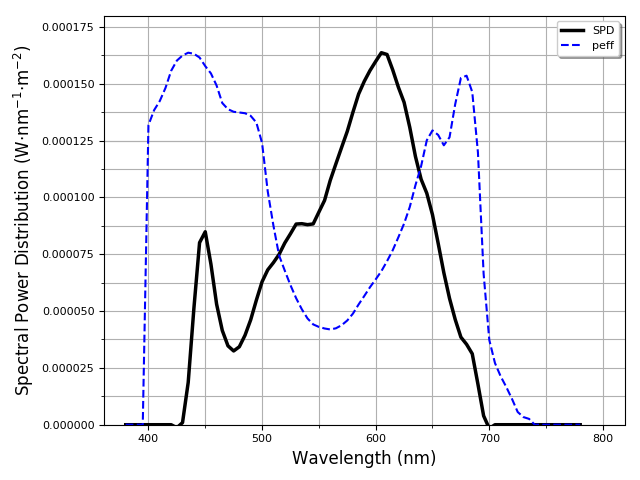 0.000175
0.000150
0.000125
0.000100
0.000075
0.000050
0.000025
0.000000
Spectral Power Distribution (W·nm⁻¹·m⁻²)
SPD
peff
400 500 600 700 800
Wavelength (nm)